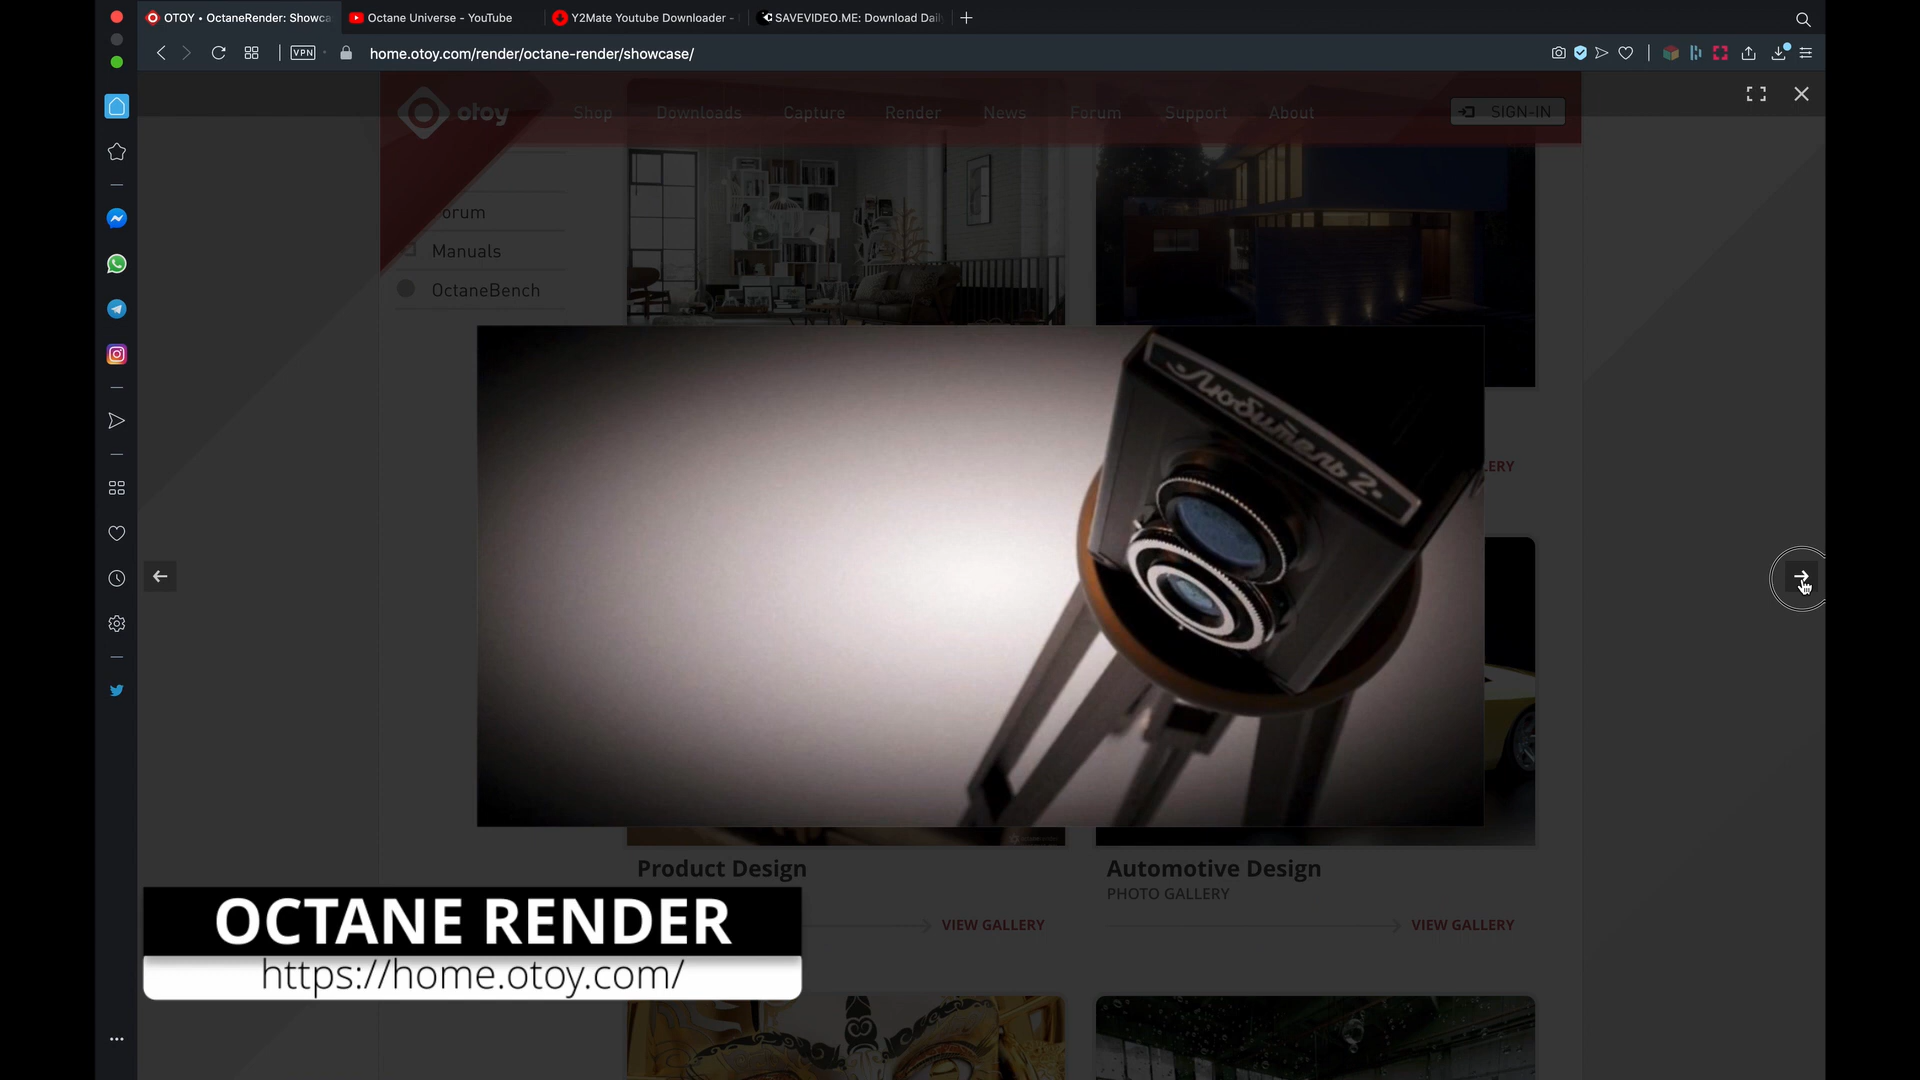 OTOY • OctaneRender: Showca
Octane Universe - YouTube
Y2Mate Youtube Downloader -
SAVEVIDEO.ME: Download Dail
VPN
home.otoy.com/render/octane-render/showcase/
otoy
Shop
Downloads
Capture
Render
News
Forum
Support
About
SIGN-IN
orum
Manuals
OctaneBench
Любитель 2
LERY
Product Design
Automotive Design
PHOTO GALLERY
VIEW GALLERY
VIEW GALLERY
OCTANE RENDER
https://home.otoy.com/